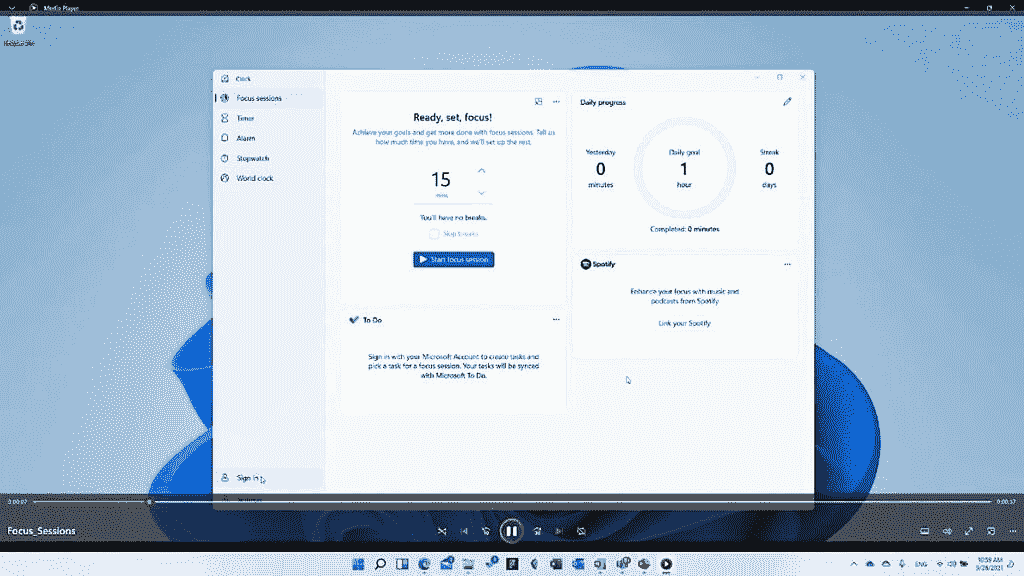 Media Player
Recycle Bin
Clock
Focus sessions
Timer
Alarm
Stopwatch
World clock
Sign in
Ready, set, focus!
Achieve your goals and get more done with focus sessions. Tell us
how much time you have, and we'll set up the rest.
15
mins
You'll have no breaks.
Skip breaks
Start focus session
To Do
Sign in with your Microsoft Account to create tasks and
pick a task for a focus session. Your tasks will be synced
with Microsoft To Do.
Daily progress
Yesterday
0
minutes
Daily goal
1
hour
Streak
0
days
Completed: 0 minutes
Spotify
Enhance your focus with music and
podcasts from Spotify
Link your Spotify
0:00:07
0:00:37
Focus_Sessions
ENG
10:59 AM
9/28/2021